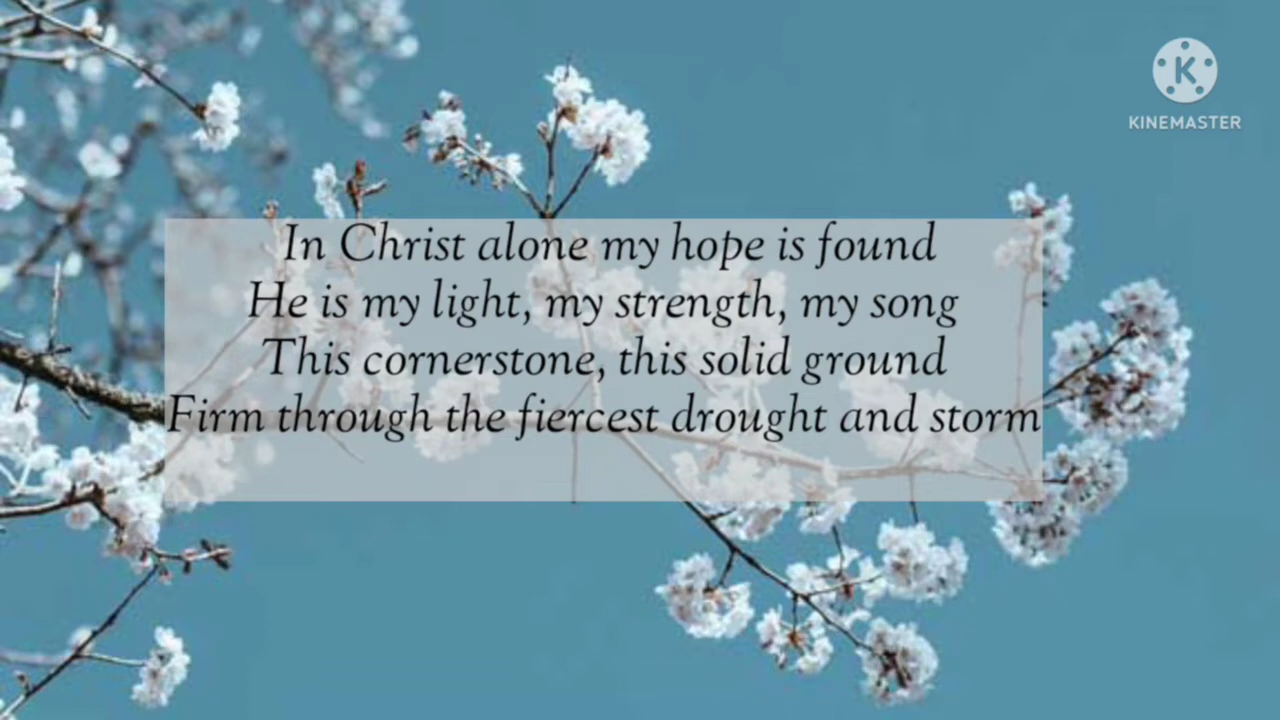 KINEMASTER
In Christ alone my hope is found
He is my light, my strength, my song
This cornerstone, this solid ground
Firm through the fiercest drought and storm